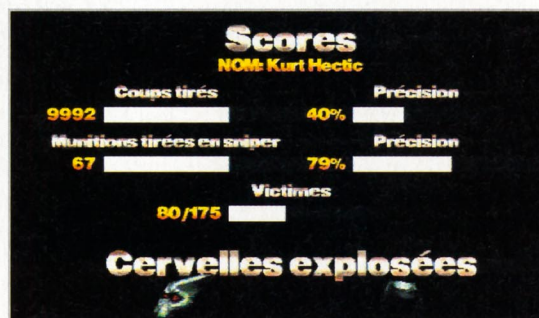 Scores
NOM: Kurt Hectic
Coups tirés Précision
9992 40%
Munitions tirées en sniper Précision
67 79%
Victimes
80/175
Cervelles explosées